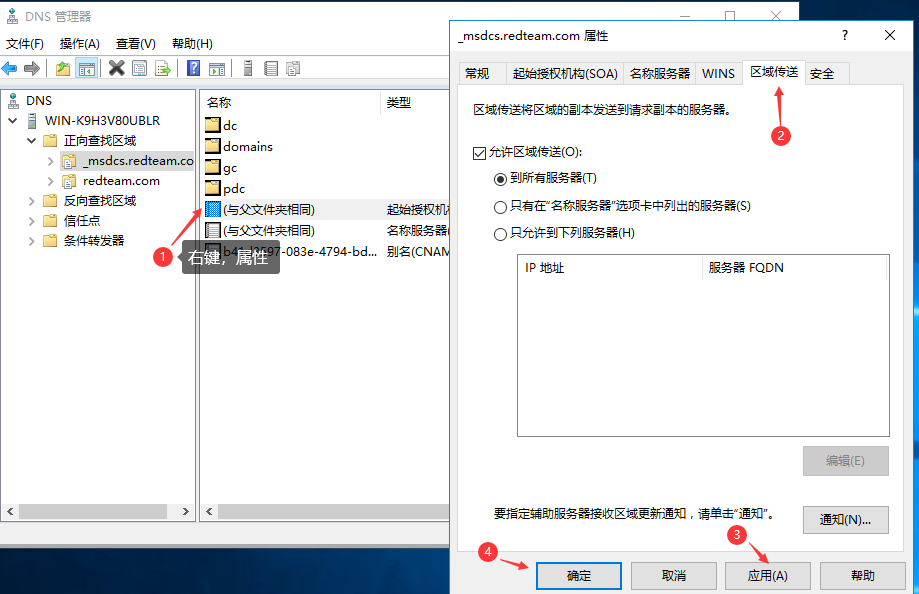 DNS 管理器
文件(F) 操作(A) 查看(V) 帮助(H)
DNS
WIN-K9H3V80UBLR
正向查找区域
_msdcs.redteam.co
redteam.com
反向查找区域
信任点
条件转发器
名称 类型
dc
domains
gc
pdc
(与父文件夹相同) 起始授权机构
(与父文件夹相同) 名称服务器(
-083e-4794-bd... 别名(CNAM
1
右键，属性
_msdcs.redteam.com 属性
?
常规 起始授权机构(SOA) 名称服务器 WINS 区域传送 安全
区域传送将区域的副本发送到请求副本的服务器。
2
允许区域传送(O):
到所有服务器(T)
只有在“名称服务器”选项卡中列出的服务器(S)
只允许到下列服务器(H)
IP 地址 服务器 FQDN
编辑(E)
要指定辅助服务器接收区域更新通知，请单击“通知”。
通知(N)...
3
4
确定 取消 应用(A) 帮助